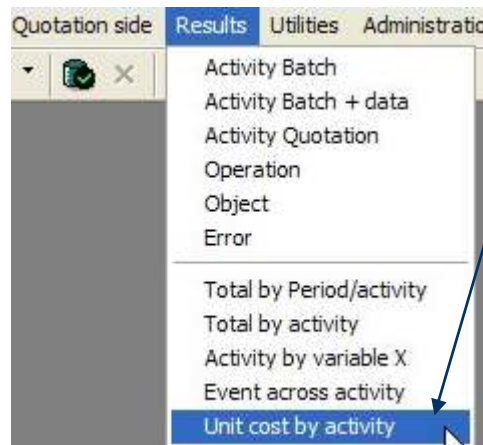 Quotation side Results Utilities Administratio
Activity Batch
Activity Batch + data
Activity Quotation
Operation
Object
Error
Total by Period/activity
Total by activity
Activity by variable X
Event across activity
Unit cost by activity